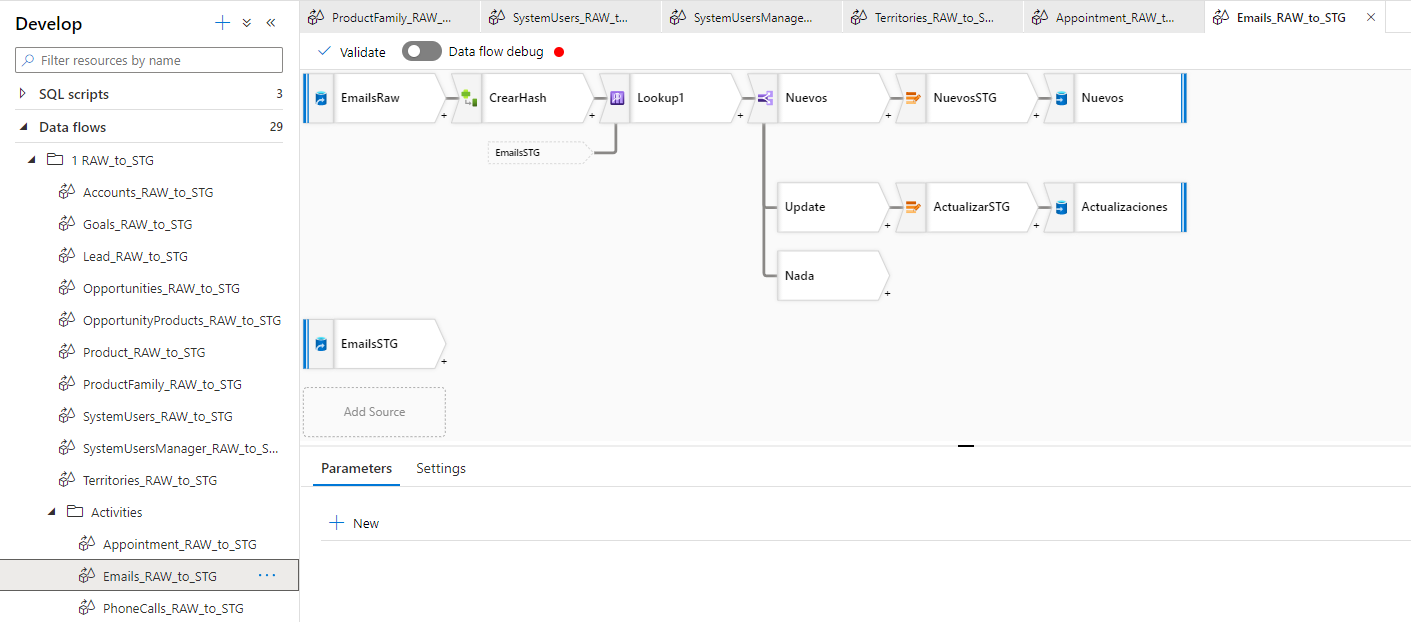 Develop
Filter resources by name
SQL scripts 3
Data flows 29
1 RAW_to_STG
Accounts_RAW_to_STG
Goals_RAW_to_STG
Lead_RAW_to_STG
Opportunities_RAW_to_STG
OpportunityProducts_RAW_to_STG
Product_RAW_to_STG
ProductFamily_RAW_to_STG
SystemUsers_RAW_to_STG
SystemUsersManager_RAW_to_S...
Territories_RAW_to_STG
Activities
Appointment_RAW_to_STG
Emails_RAW_to_STG ...
PhoneCalls_RAW_to_STG
ProductFamily_RAW_... SystemUsers_RAW_t... SystemUsersManage... Territories_RAW_to_S... Appointment_RAW_t... Emails_RAW_to_STG
Validate Data flow debug
EmailsRaw CrearHash Lookup1 Nuevos NuevosSTG Nuevos
EmailsSTG
Update ActualizarSTG Actualizaciones
Nada
EmailsSTG
Add Source
Parameters Settings
New